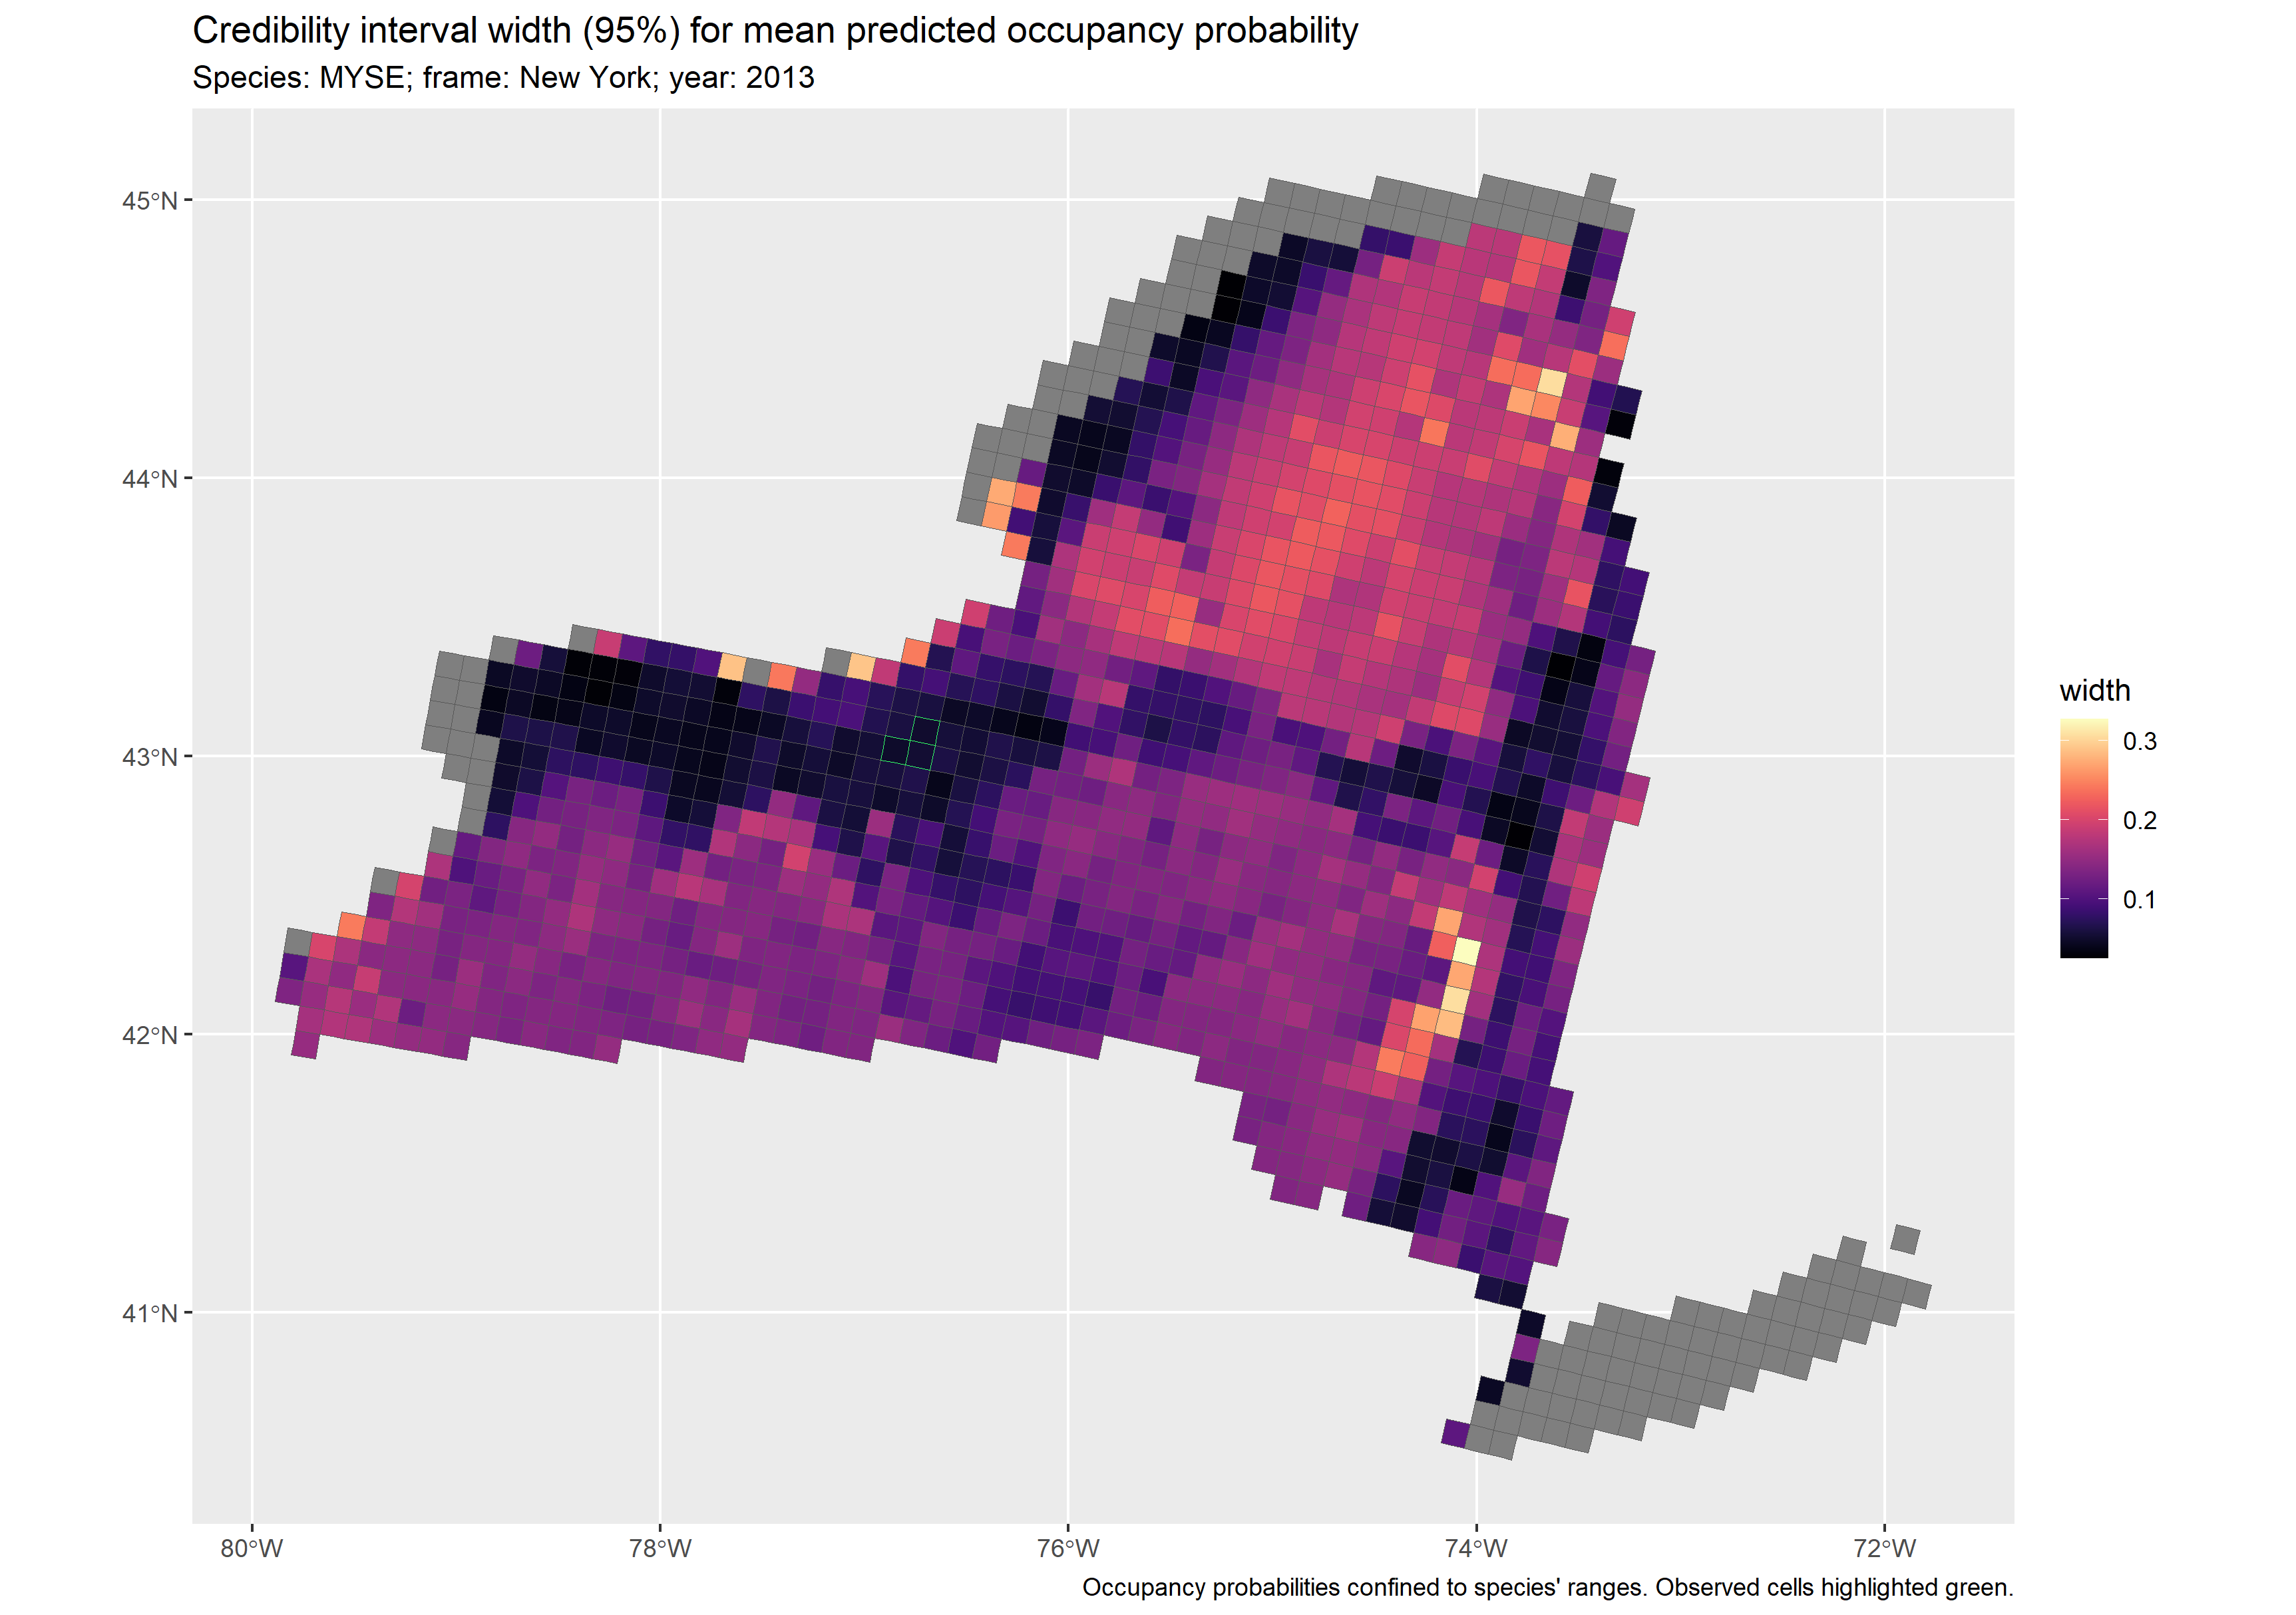 Credibility interval width (95%) for mean predicted occupancy probability
Species: MYSE; frame: New York; year: 2013
45°N
44°N
43°N
42°N
41°N
80°W
78°W
76°W
74°W
72°W
width
0.3
0.2
0.1
Occupancy probabilities confined to species' ranges. Observed cells highlighted green.